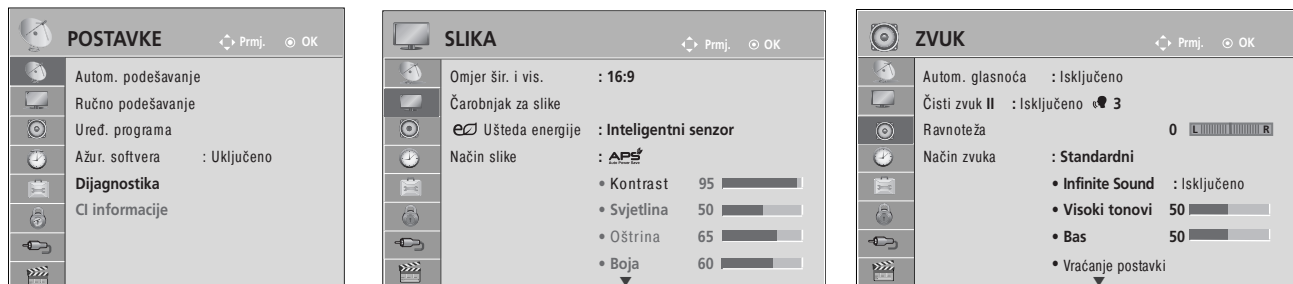 POSTAVKE Prmj. OK
Autom. podešavanje
Ručno podešavanje
Uređ. programa
Ažur. softvera : Uključeno
Dijagnostika
CI informacije
SLIKA Prmj. OK
Omjer šir. i vis. : 16:9
Čarobnjak za slike
eco Ušteda energije : Inteligentni senzor
Način slike : APS
• Kontrast 95
• Svjetlina 50
• Oštrina 65
• Boja 60
ZVUK Prmj. OK
Autom. glasnoća : Isključeno
Čisti zvuk II : Isključeno 3
Ravnoteža 0 L R
Način zvuka : Standardni
• Infinite Sound : Isključeno
• Visoki tonovi 50
• Bas 50
• Vraćanje postavki